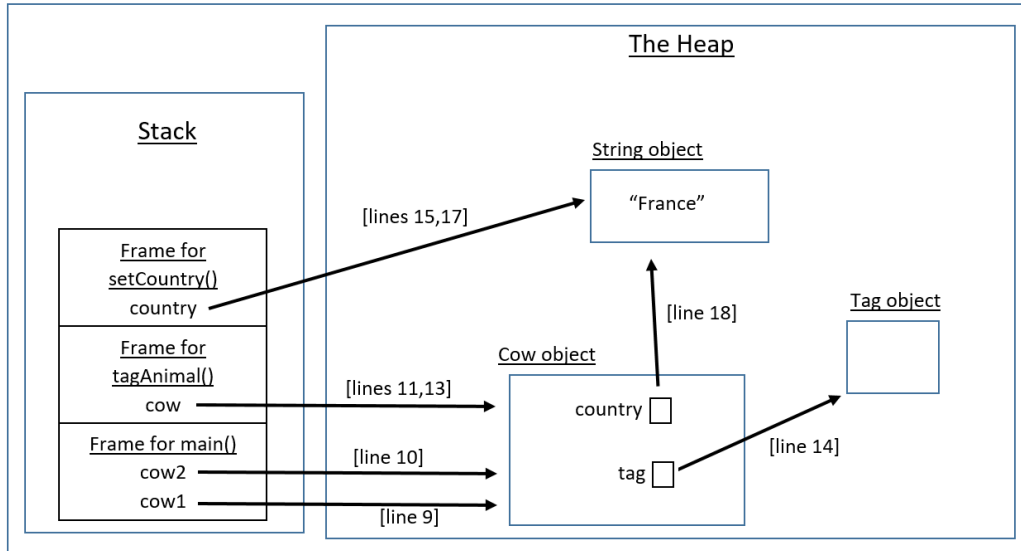 The Heap
Stack
String object
"France"
[lines 15,17]
Frame for
setCountry()
country
[line 18]
Tag object
Frame for
tagAnimal()
cow
[lines 11,13]
Cow object
country
tag
[line 14]
Frame for main()
cow2
[line 10]
cow1
[line 9]